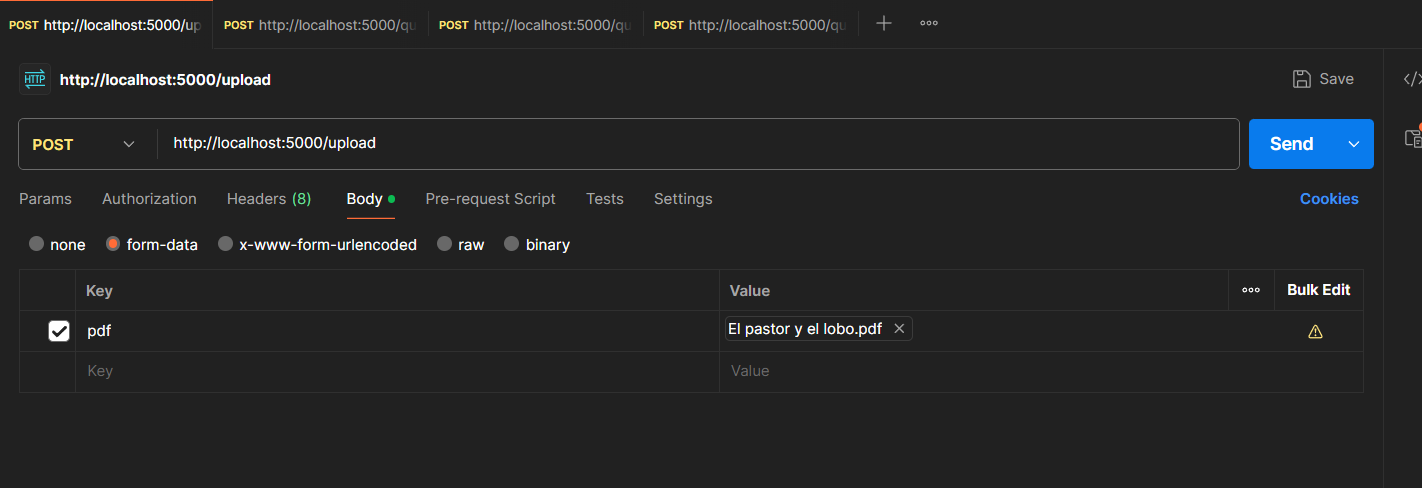 POST http://localhost:5000/up POST http://localhost:5000/qu POST http://localhost:5000/qu POST http://localhost:5000/qu
HTTP http://localhost:5000/upload Save
POST http://localhost:5000/upload Send
Params Authorization Headers (8) Body Pre-request Script Tests Settings Cookies
none form-data x-www-form-urlencoded raw binary
Key Value Bulk Edit
pdf El pastor y el lobo.pdf
Key Value